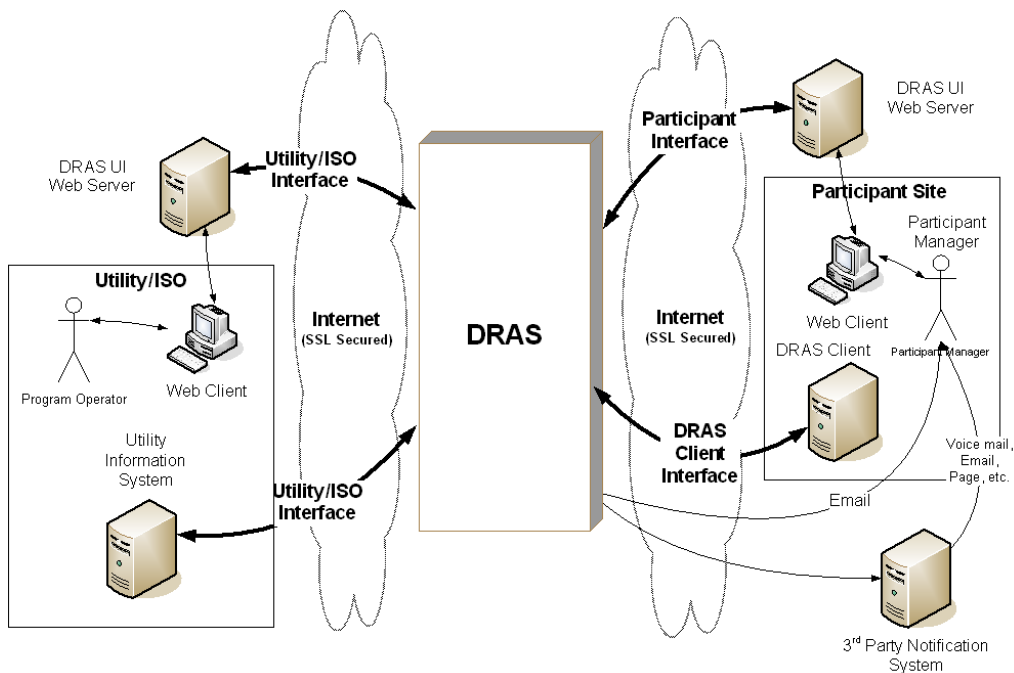 DRAS UI
Web Server
Utility/ISO
Interface
Utility/ISO
Program Operator
Web Client
Utility
Information
System
Utility/ISO
Interface
Internet
(SSL Secured)
DRAS
Participant
Interface
Internet
(SSL Secured)
DRAS
Client
Interface
DRAS UI
Web Server
Participant Site
Participant
Manager
Web Client
Participant Manager
DRAS Client
Voice mail,
Email,
Page, etc.
Email
3rd Party Notification
System